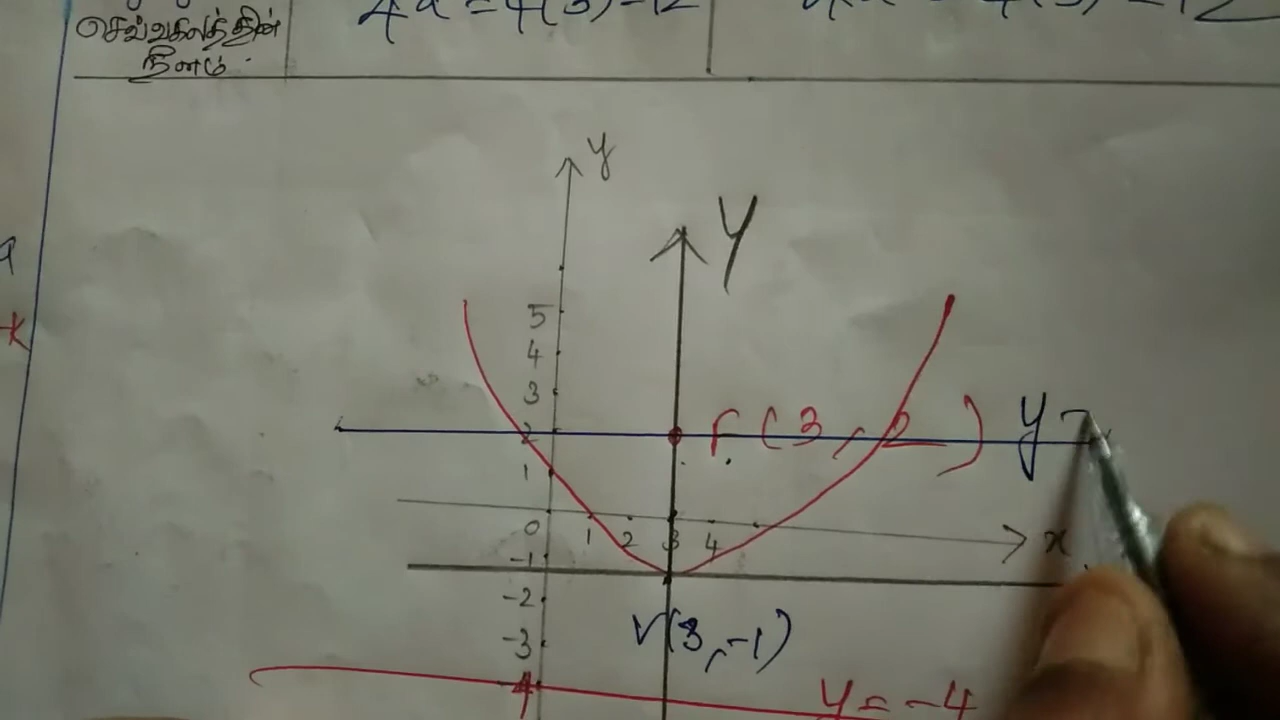 செவ்வகலத்தின்
நீளம்
4a = 4(3) = 12
y
Y
5
4
3
F(3, 2)
y =
2
1
0
1 2 3 4
x
-1
-2
V(3, -1)
-3
-4
y = -4